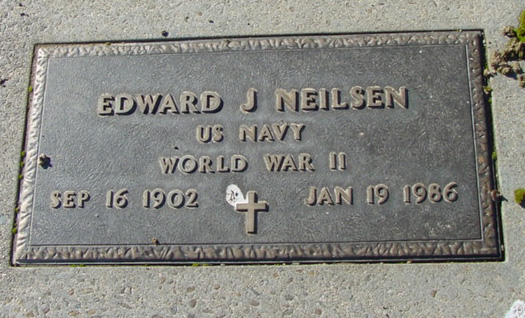 EDWARD J NEILSEN
US NAVY
WORLD WAR II
SEP 16 1902 JAN 19 1986